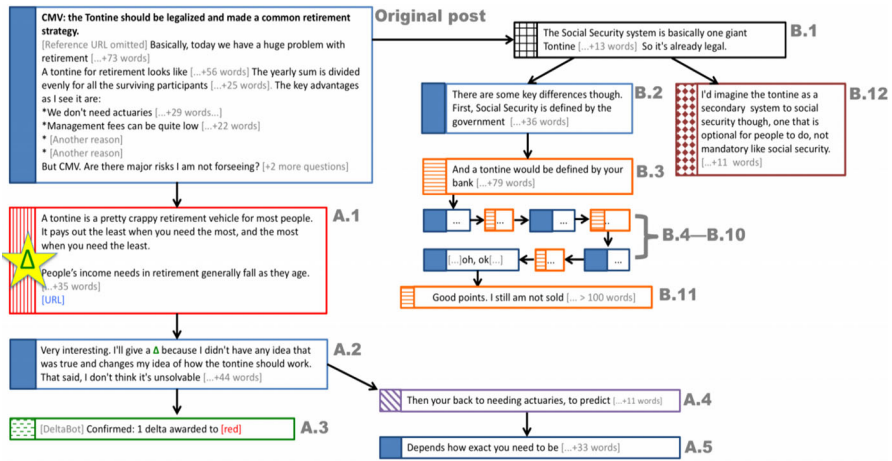 CMV: the Tontine should be legalized and made a common retirement
strategy.
[Reference URL omitted] Basically, today we have a huge problem with
retirement [...+73 words]
A tontine for retirement looks like [...+56 words] The yearly sum is divided
evenly for all the surviving participants [...+25 words]. The key advantages
as I see it are:
*We don't need actuaries [...+29 words...]
*Management fees can be quite low [...+22 words]
* [Another reason]
* [Another reason]
But CMV. Are there major risks I am not forseeing? [+2 more questions]
Original post
The Social Security system is basically one giant
Tontine [...+13 words] So it's already legal.
B.1
There are some key differences though.
First, Social Security is defined by the
government [...+36 words]
B.2
I'd imagine the tontine as a
secondary system to social
security though, one that is
optional for people to do, not
mandatory like social security.
[...+11 words]
B.12
And a tontine would be defined by your
bank [...+79 words]
B.3
...
...
...
...
B.4—B.10
[...]oh, ok[...]
...
...
Good points. I still am not sold [... > 100 words]
B.11
A tontine is a pretty crappy retirement vehicle for most people.
It pays out the least when you need the most, and the most
when you need the least.
Δ
People's income needs in retirement generally fall as they age.
[...+35 words]
[URL]
A.1
Very interesting. I'll give a Δ because I didn't have any idea that
was true and changes my idea of how the tontine should work.
That said, I don't think it's unsolvable [...+44 words]
A.2
[DeltaBot] Confirmed: 1 delta awarded to [red]
A.3
Then your back to needing actuaries, to predict [...+11 words]
A.4
Depends how exact you need to be [...+33 words]
A.5